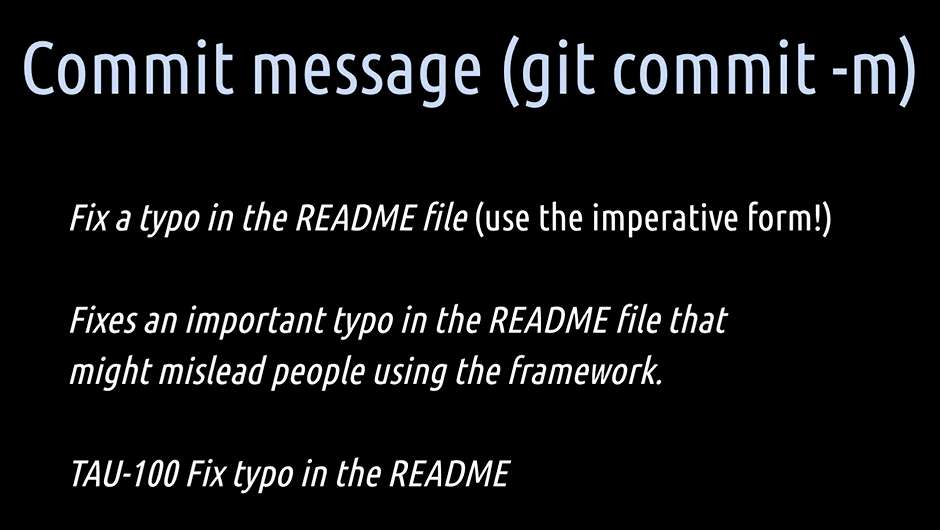 Commit message (git commit -m)
Fix a typo in the README file (use the imperative form!)
Fixes an important typo in the README file that
might mislead people using the framework.
TAU-100 Fix typo in the README